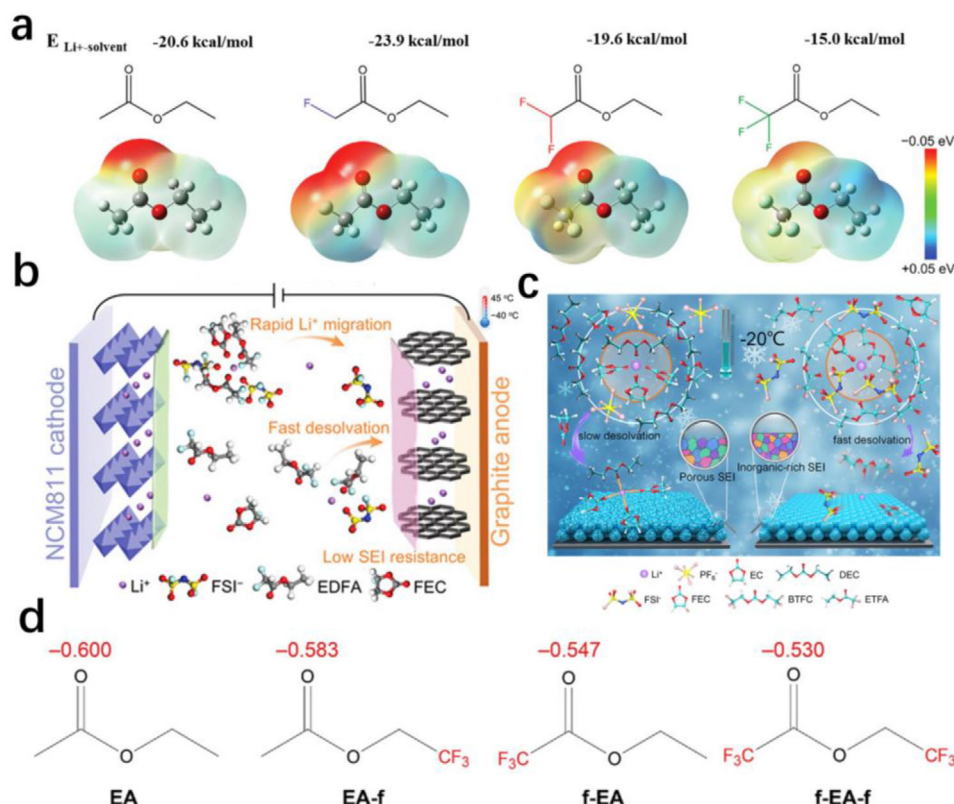 a
E Li+-solvent -20.6 kcal/mol -23.9 kcal/mol -19.6 kcal/mol -15.0 kcal/mol
O O O O
F F F
O O F O F O
F
−0.05 eV
+0.05 eV
b
45 °C
−40 °C
Rapid Li⁺ migration
Fast desolvation
Low SEI resistance
NCM811 cathode
Graphite anode
Li⁺ FSI⁻ EDFA FEC
c
-20℃
slow desolvation
fast desolvation
Porous SEI
Inorganic-rich SEI
Li⁺ PF₆⁻ EC DEC
FSI⁻ FEC BTFC ETFA
d
−0.600 −0.583 −0.547 −0.530
O O O O
O O CF₃ F₃C O F₃C O CF₃
EA EA-f f-EA f-EA-f